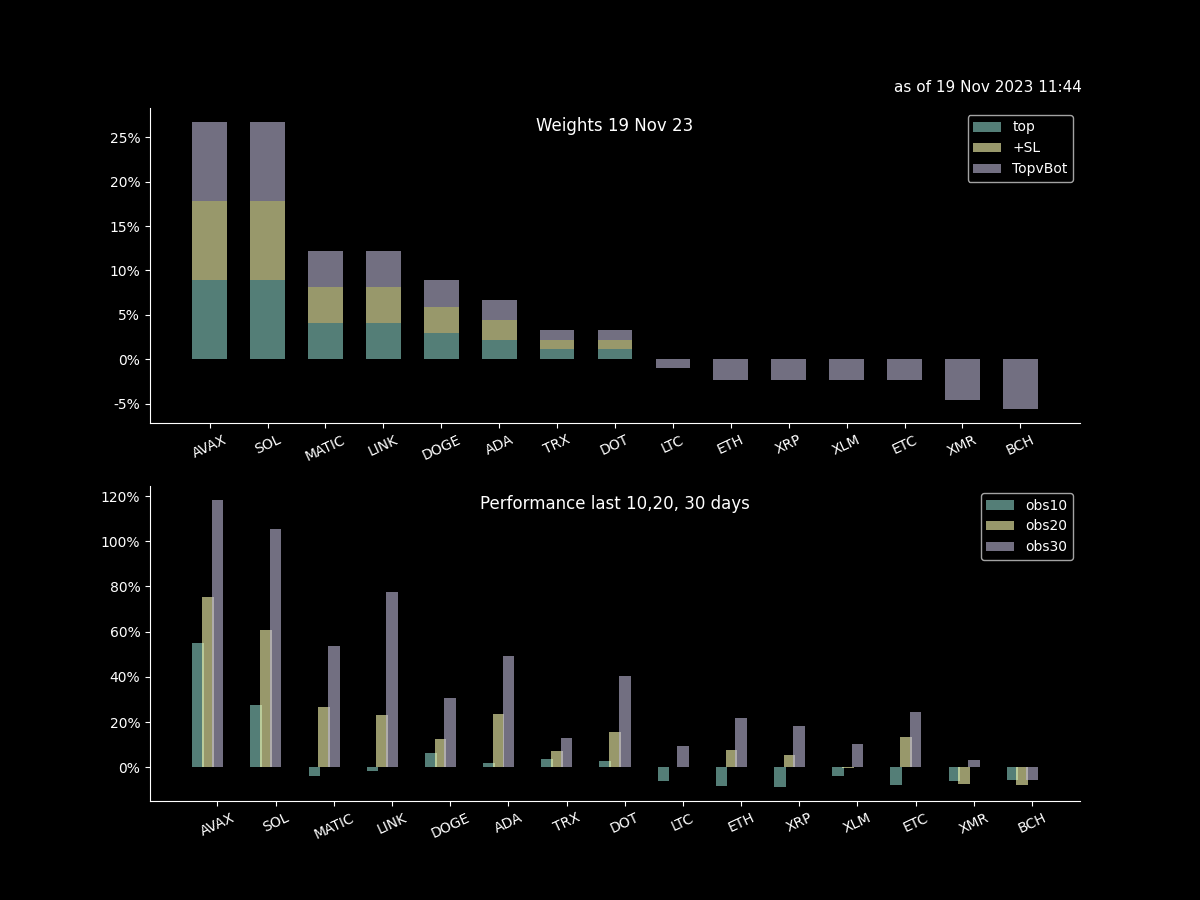 as of 19 Nov 2023 11:44
Weights 19 Nov 23
top
+SL
TopvBot
25%
20%
15%
10%
5%
0%
-5%
AVAX SOL MATIC LINK DOGE ADA TRX DOT LTC ETH XRP XLM ETC XMR BCH
Performance last 10,20, 30 days
obs10
obs20
obs30
120%
100%
80%
60%
40%
20%
0%
AVAX SOL MATIC LINK DOGE ADA TRX DOT LTC ETH XRP XLM ETC XMR BCH